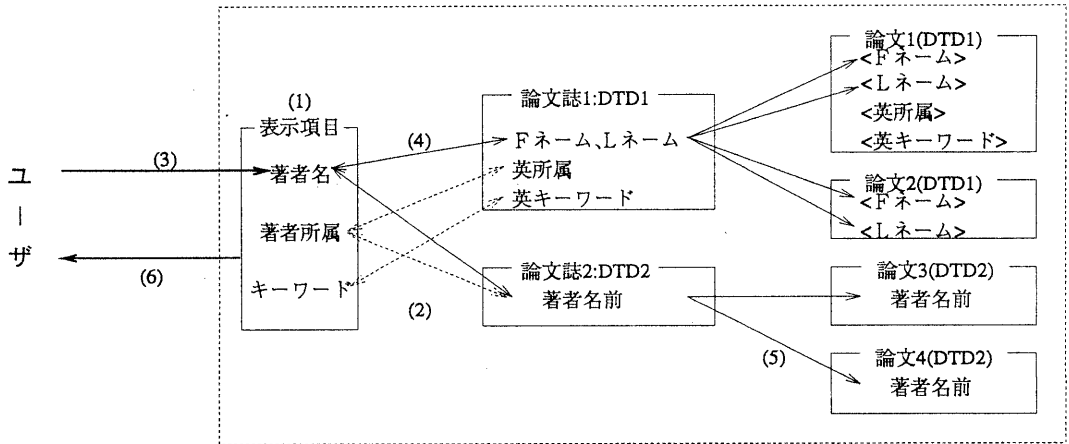 ユーザ
(3)
(6)
(1)
表示項目
著者名
著者所属
キーワード
(4)
(2)
論文誌1:DTD1
Fネーム、Lネーム
英所属
英キーワード
論文誌2:DTD2
著者名前
(5)
論文1(DTD1)
<Fネーム>
<Lネーム>
<英所属>
<英キーワード>
論文2(DTD1)
<Fネーム>
<Lネーム>
論文3(DTD2)
著者名前
論文4(DTD2)
著者名前